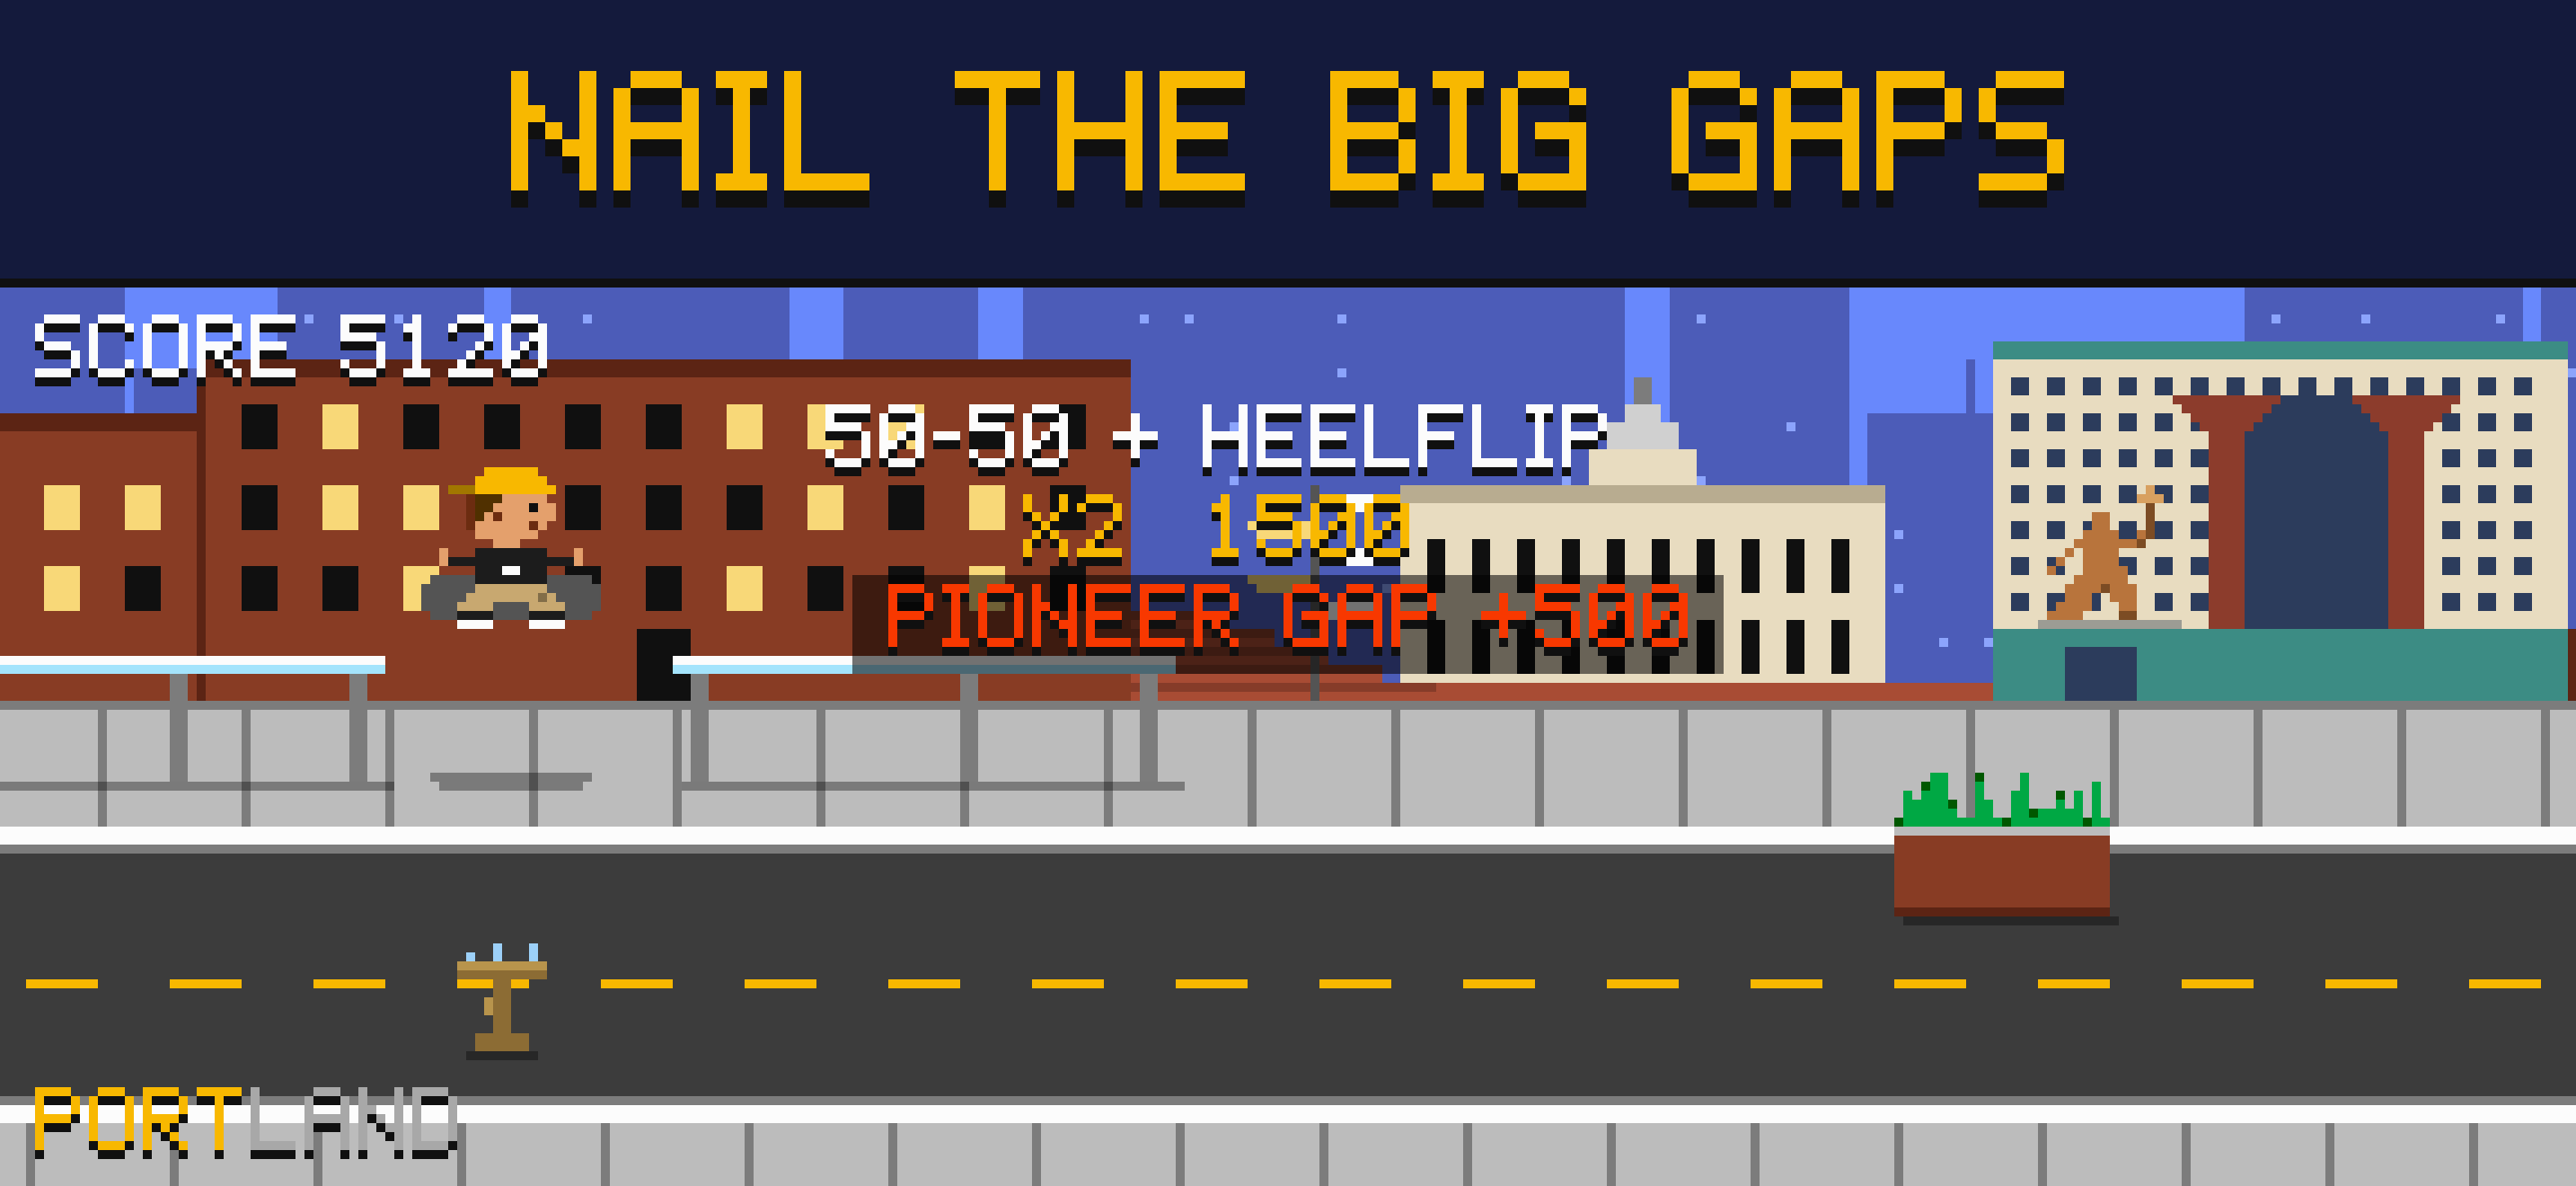 NAIL THE BIG GAPS
SCORE 5120
50-50 + HEELFLIP
X2 1500
PIONEER GAP +500
PORTLAND